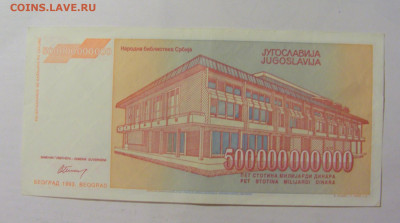 COINS.LAVE.RU
Народна библиотека Србије
ЈУГОСЛАВИЈА
JUGOSLAVIJA
500000000000
ПЕТ СТОТИНА МИЛИЈАРДИ ДИНАРА
PET STOTINA MILIJARDI DINARA
БЕОГРАД 1993. BEOGRAD